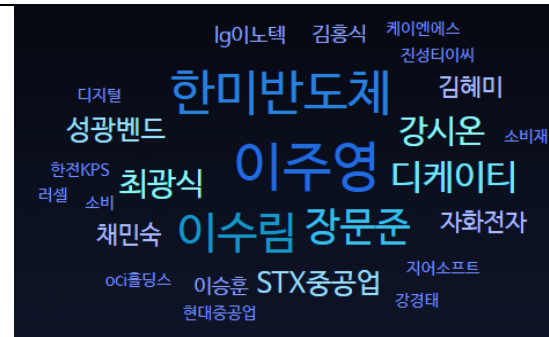 lg이노텍 김홍식 케이엔에스
진성티이씨
디지털 한미반도체 김혜미
성광벤드 강시온 소비재
한전KPS 최광식 이주영 디케이티
러셀 소비
채민숙 이수림 장문준 자화전자
oci홀딩스 이승훈 STX중공업 지어소프트
현대중공업 강경태